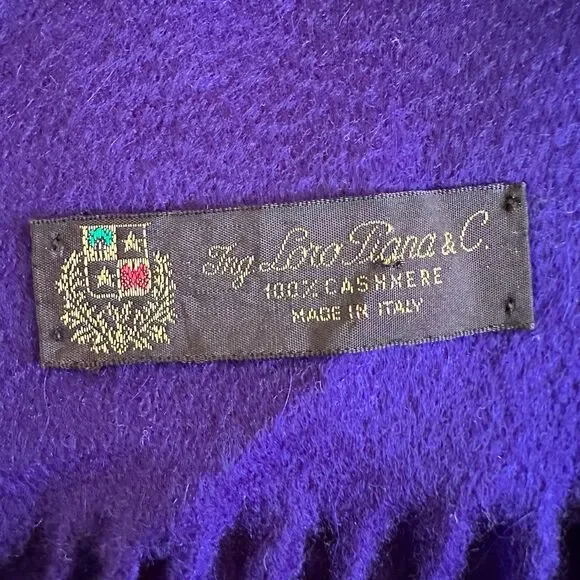 Ing. Loro Piana & C.
100% CASHMERE
MADE IN ITALY